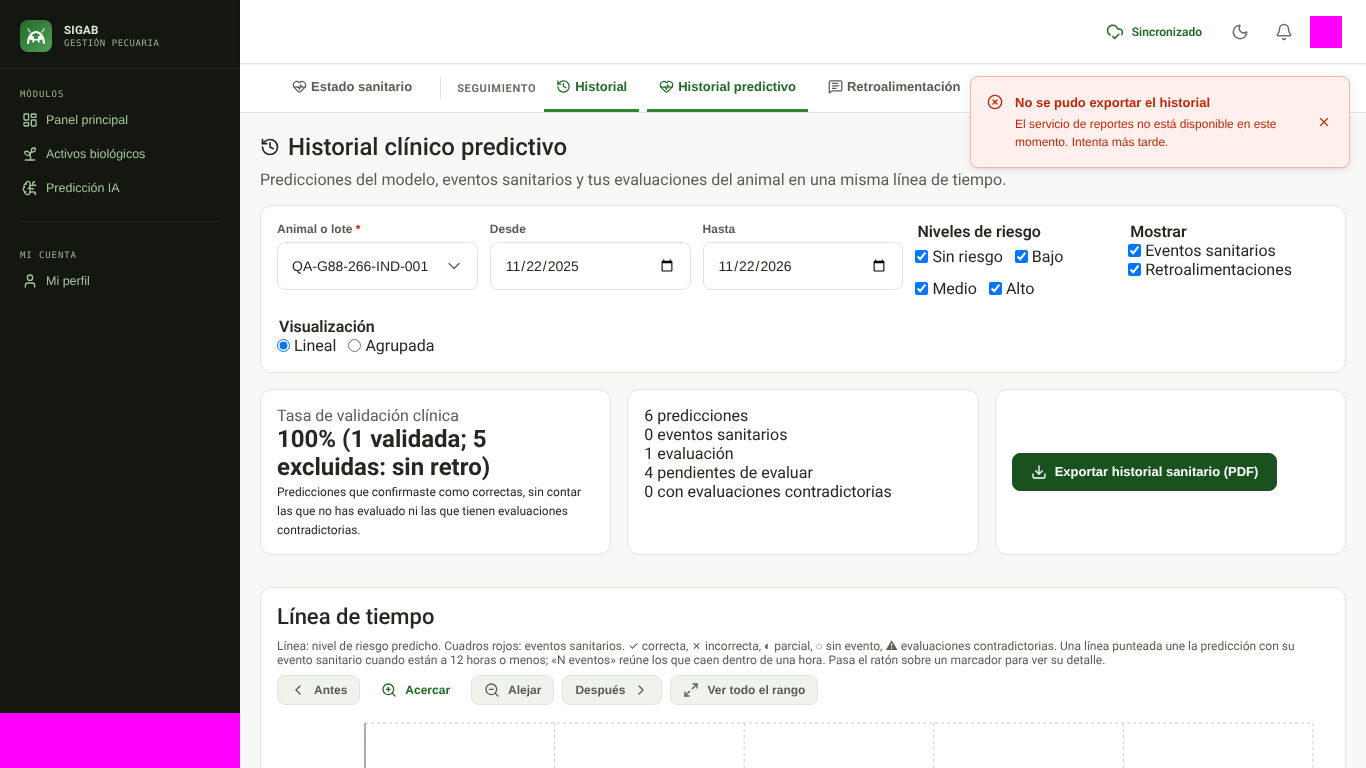 SIGAB
GESTIÓN PECUARIA
MÓDULOS
Panel principal
Activos biológicos
Predicción IA
MI CUENTA
Mi perfil
Sincronizado
Estado sanitario
SEGUIMIENTO
Historial
Historial predictivo
Retroalimentación
No se pudo exportar el historial
El servicio de reportes no está disponible en este
momento. Intenta más tarde.
Historial clínico predictivo
Predicciones del modelo, eventos sanitarios y tus evaluaciones del animal en una misma línea de tiempo.
Animal o lote *
QA-G88-266-IND-001
Desde
11/22/2025
Hasta
11/22/2026
Niveles de riesgo
Sin riesgo Bajo
Medio Alto
Mostrar
Eventos sanitarios
Retroalimentaciones
Visualización
Lineal Agrupada
Tasa de validación clínica
100% (1 validada; 5
excluidas: sin retro)
Predicciones que confirmaste como correctas, sin contar
las que no has evaluado ni las que tienen evaluaciones
contradictorias.
6 predicciones
0 eventos sanitarios
1 evaluación
4 pendientes de evaluar
0 con evaluaciones contradictorias
Exportar historial sanitario (PDF)
Línea de tiempo
Línea: nivel de riesgo predicho. Cuadros rojos: eventos sanitarios. ✓ correcta, × incorrecta, ◐ parcial, ○ sin evento, ⚠ evaluaciones contradictorias. Una línea punteada une la predicción con su
evento sanitario cuando están a 12 horas o menos; «N eventos» reúne los que caen dentro de una hora. Pasa el ratón sobre un marcador para ver su detalle.
Antes
Acercar
Alejar
Después
Ver todo el rango